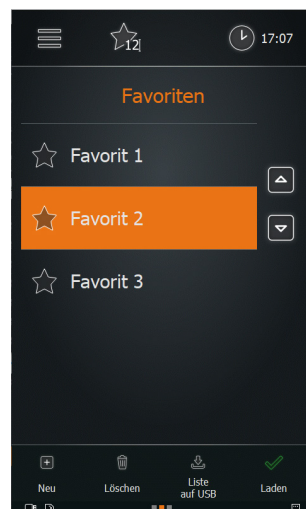 12
17:07
Favoriten
Favorit 1
Favorit 2
Favorit 3
Neu
Löschen
Liste
auf USB
Laden